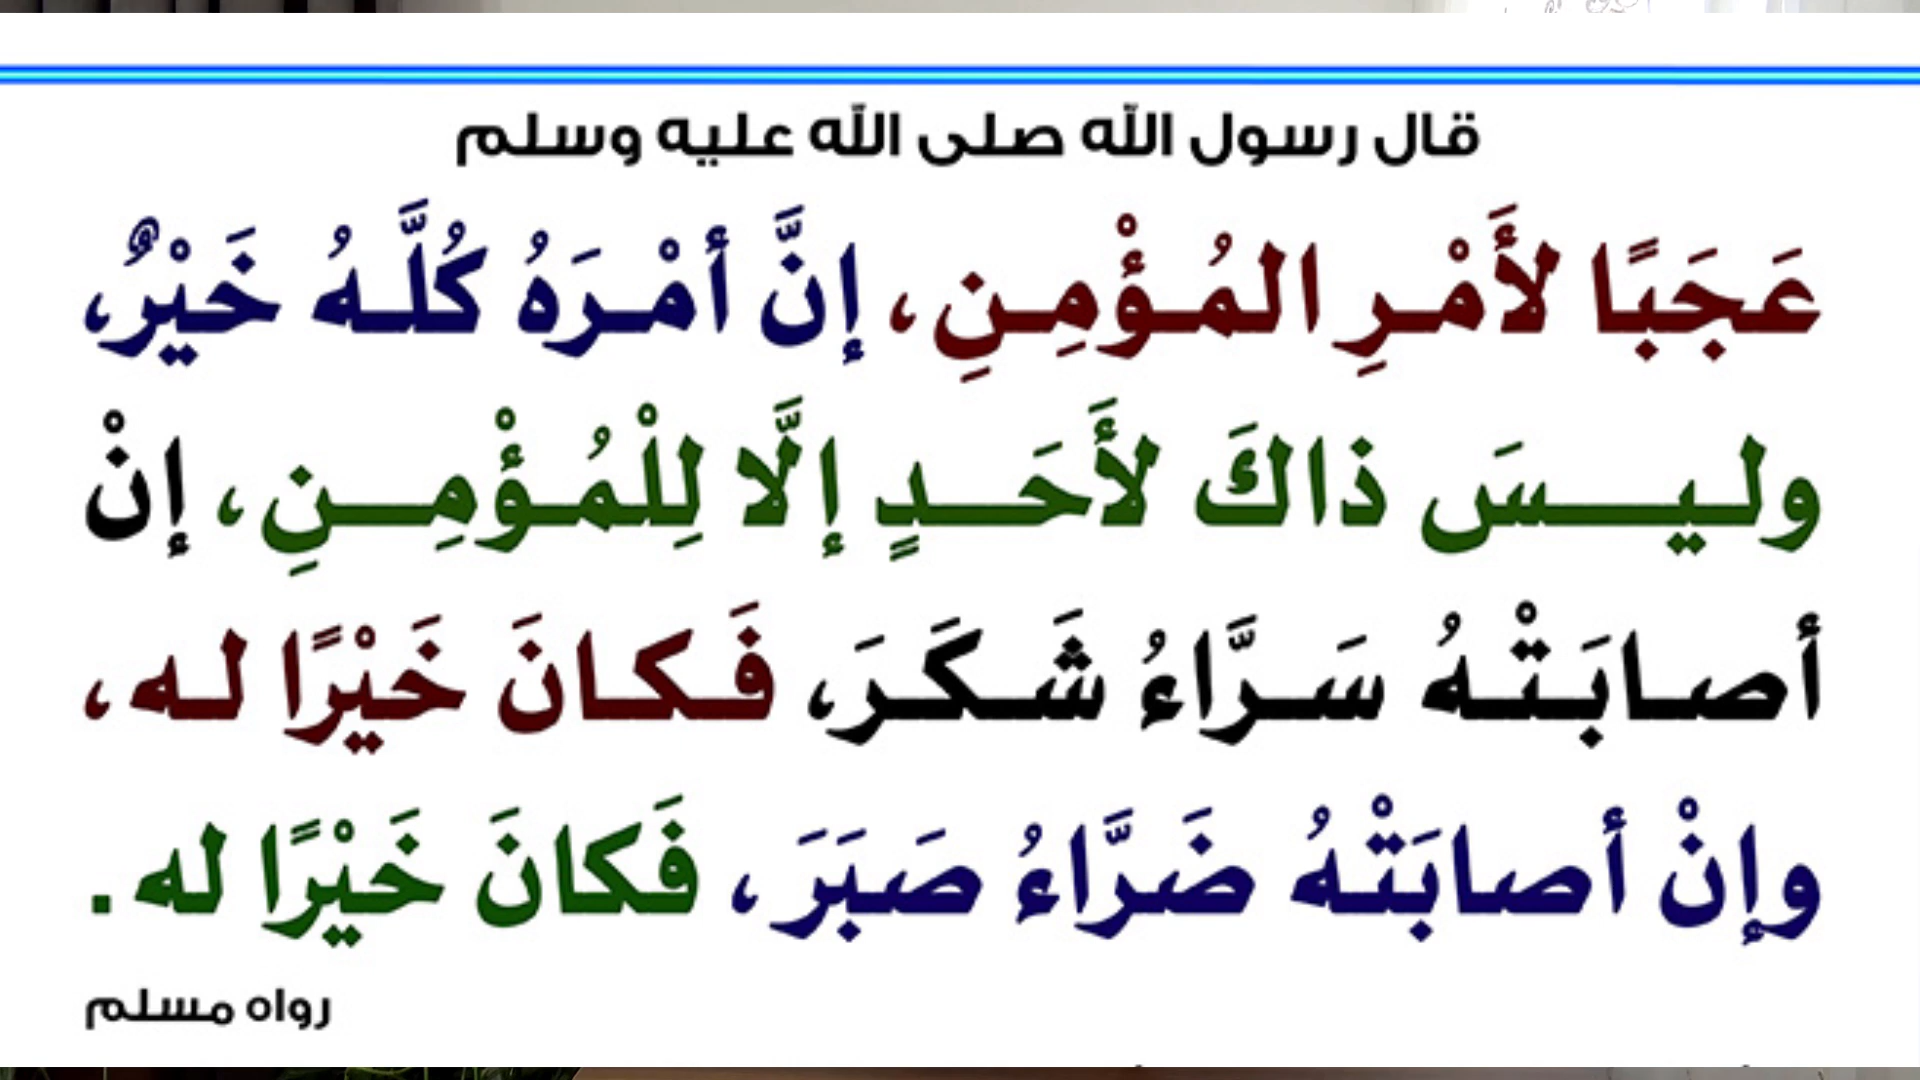 قال رسول الله صلى الله عليه وسلم
عَجَبًا لأَمْرِ المُؤْمِنِ، إنَّ أمْرَهُ كُلَّهُ خَيْرٌ،
وليسَ ذاكَ لأَحَدٍ إلَّا لِلْمُؤْمِنِ، إنْ
أصابَتْهُ سَرَّاءُ شَكَرَ، فَكانَ خَيْرًا له،
وإنْ أصابَتْهُ ضَرَّاءُ صَبَرَ، فَكانَ خَيْرًا له.
رواه مسلم